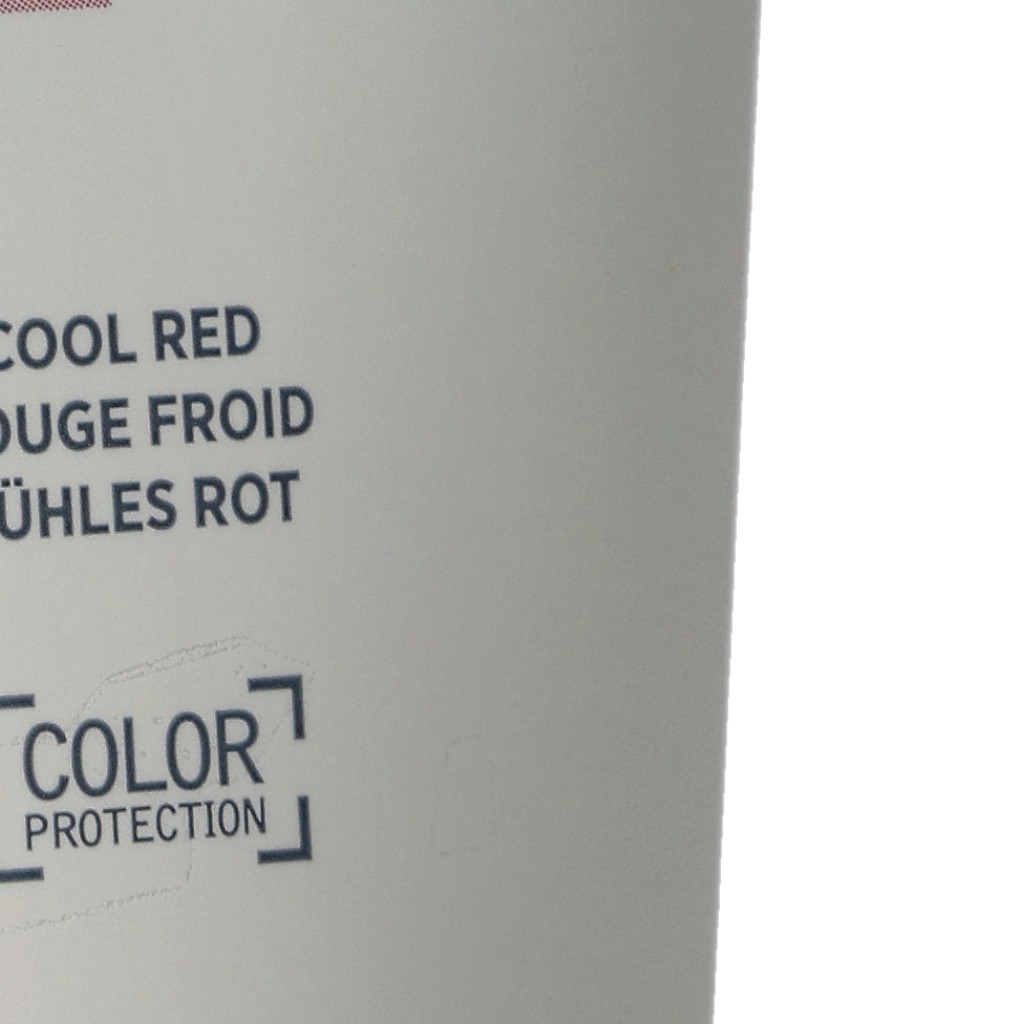 COOL RED
OUGE FROID
ÜHLES ROT
COLOR
PROTECTION